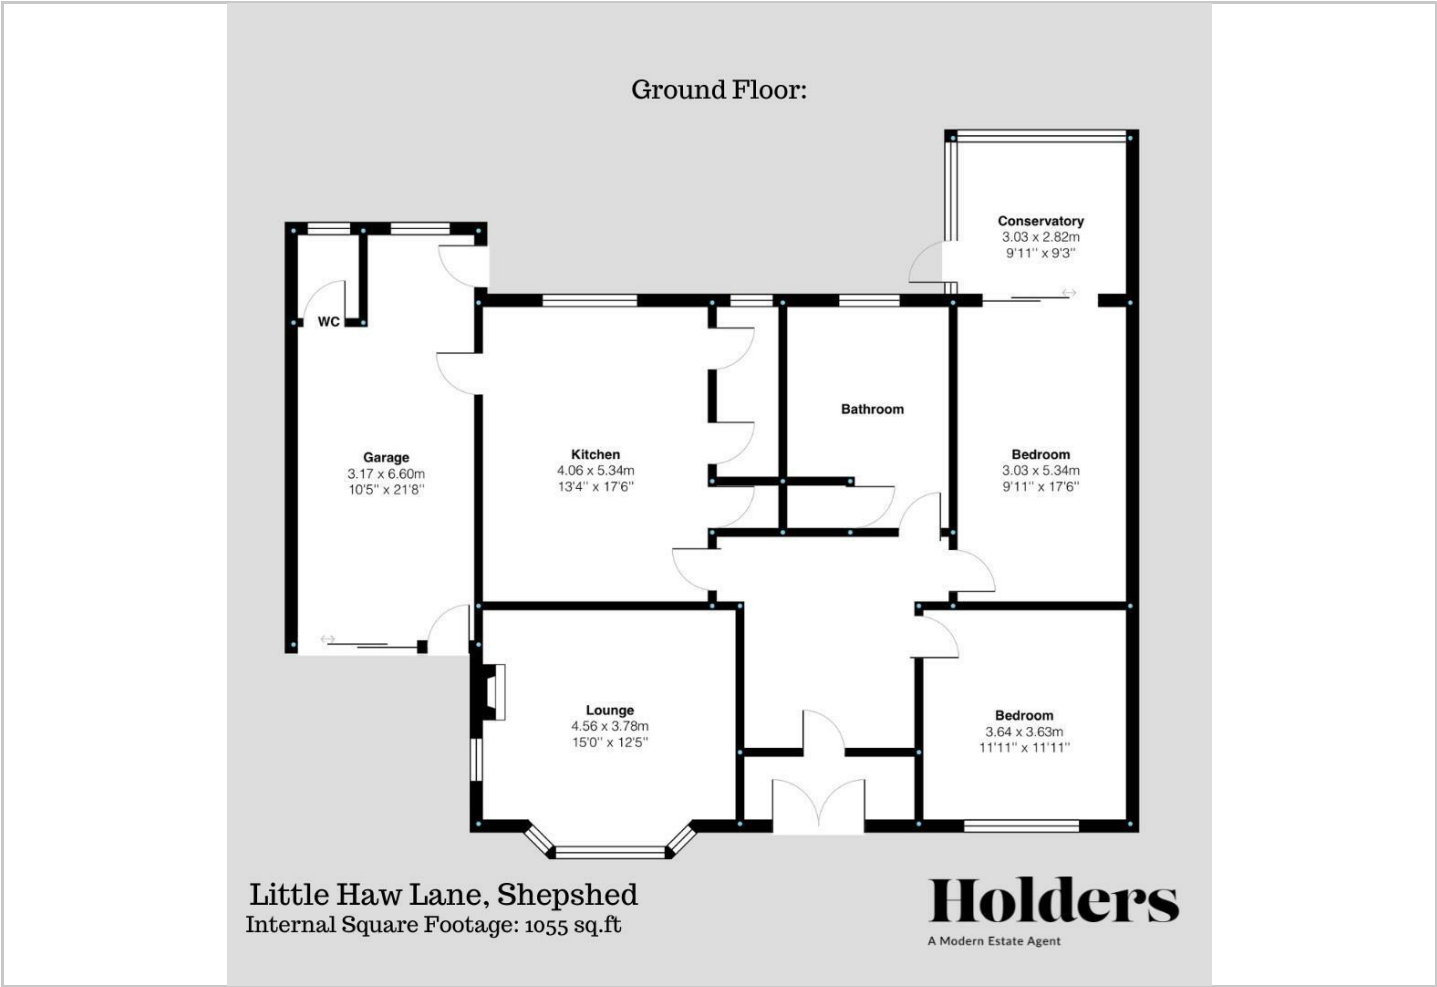 Ground Floor:
Conservatory
3.03 x 2.82m
9'11'' x 9'3''
WC
Bathroom
Garage
3.17 x 6.60m
10'5'' x 21'8''
Kitchen
4.06 x 5.34m
13'4'' x 17'6''
Bedroom
3.03 x 5.34m
9'11'' x 17'6''
Lounge
4.56 x 3.78m
15'0'' x 12'5''
Bedroom
3.64 x 3.63m
11'11'' x 11'11''
Little Haw Lane, Shepshed
Internal Square Footage: 1055 sq.ft
Holders
A Modern Estate Agent